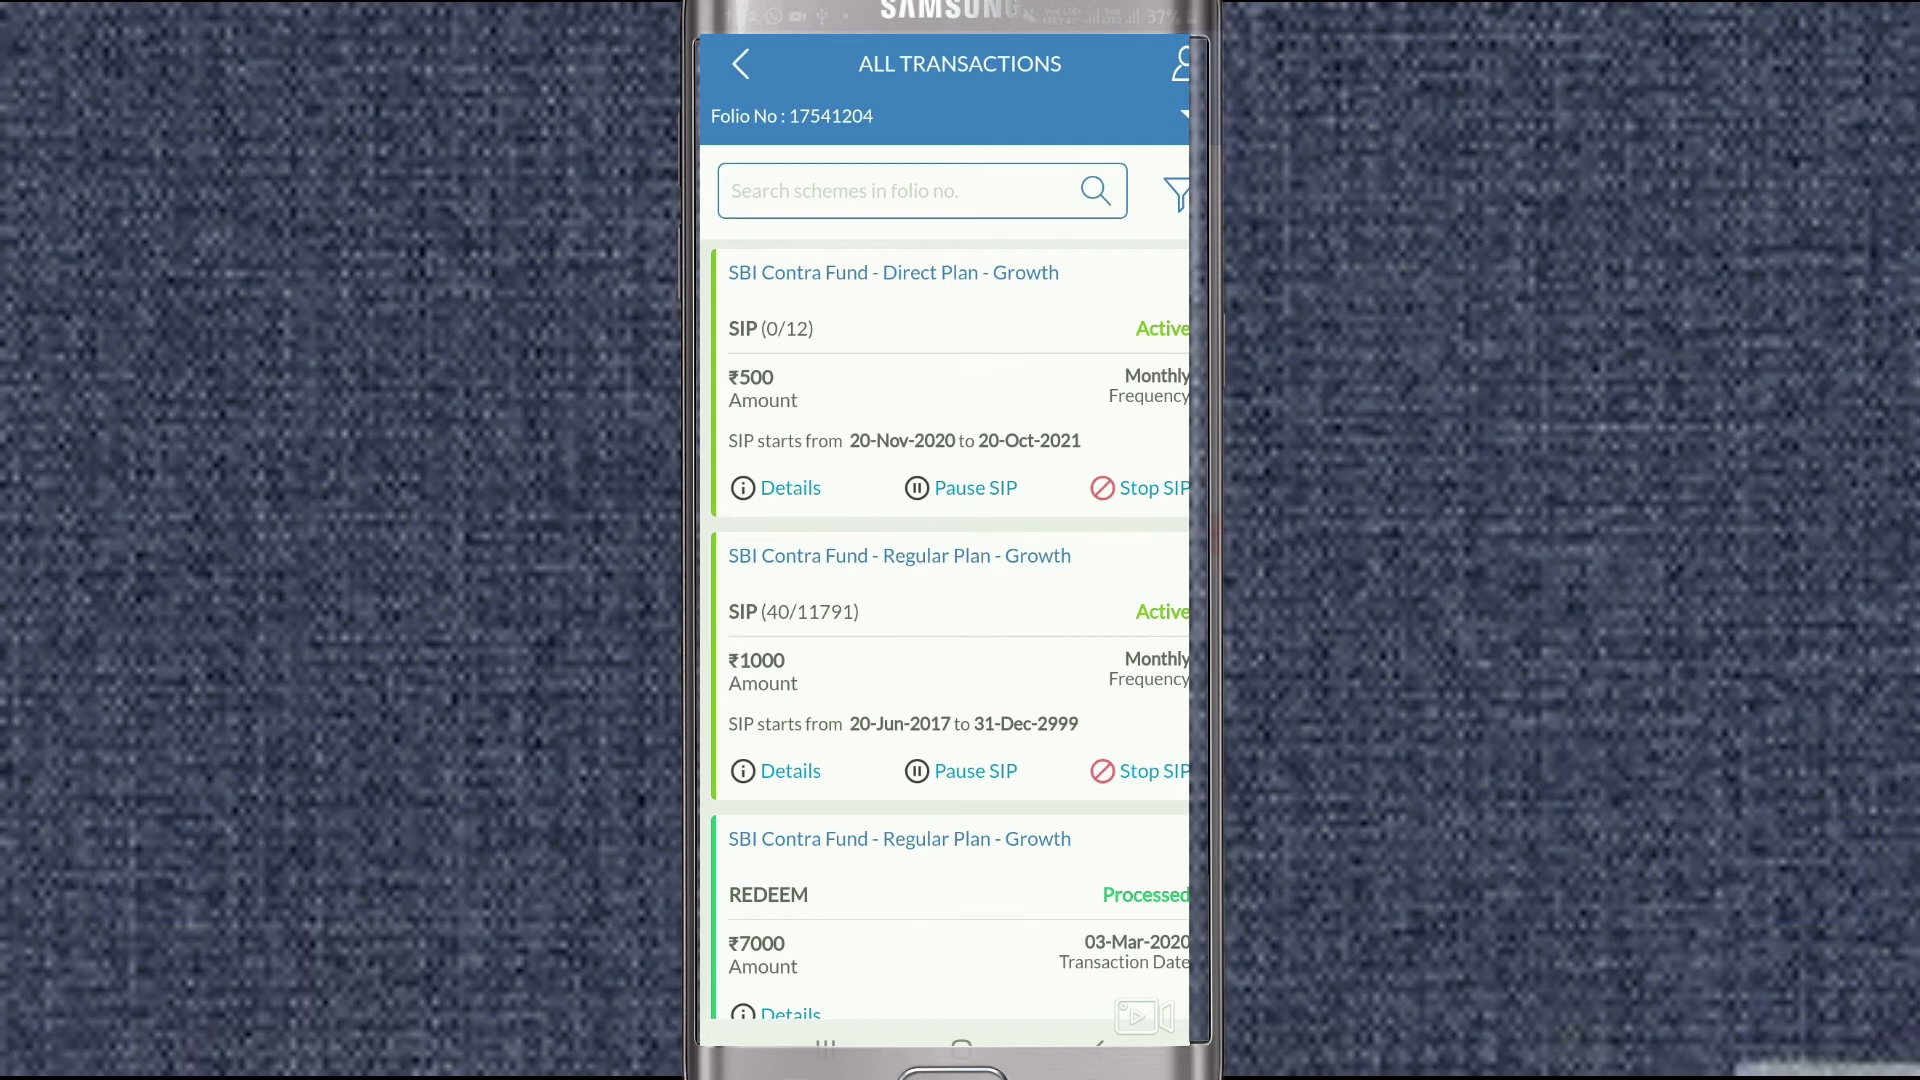 SAMSUNG
37%
ALL TRANSACTIONS
Folio No : 17541204
Search schemes in folio no.
SBI Contra Fund - Direct Plan - Growth
SIP (0/12) Active
₹500 Monthly
Amount Frequency
SIP starts from 20-Nov-2020 to 20-Oct-2021
Details Pause SIP Stop SIP
SBI Contra Fund - Regular Plan - Growth
SIP (40/11791) Active
₹1000 Monthly
Amount Frequency
SIP starts from 20-Jun-2017 to 31-Dec-2999
Details Pause SIP Stop SIP
SBI Contra Fund - Regular Plan - Growth
REDEEM Processed
₹7000 03-Mar-2020
Amount Transaction Date
Details